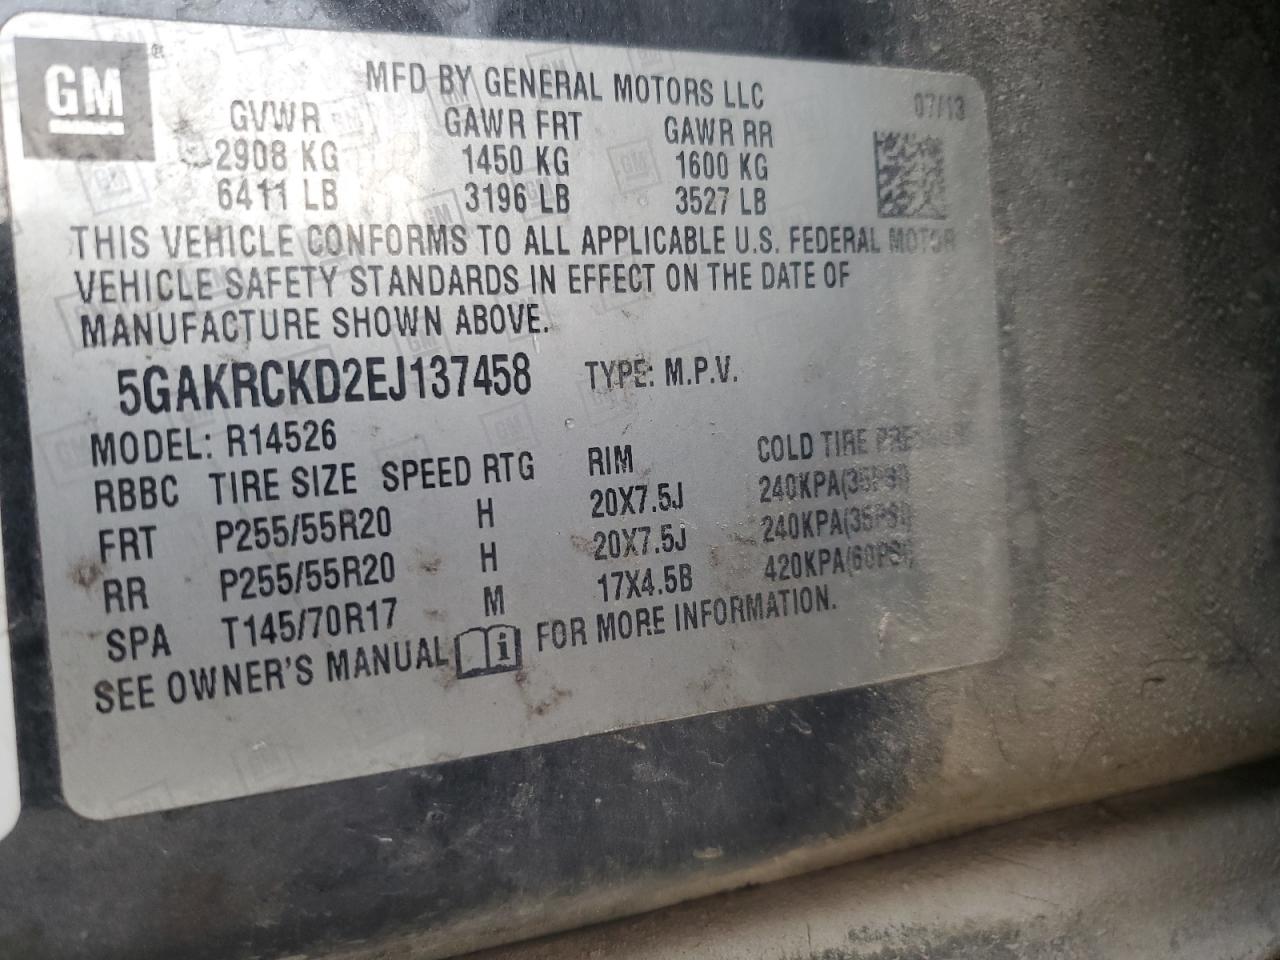 GM
MFD BY GENERAL MOTORS LLC
07/13
GVWR GAWR FRT GAWR RR
2908 KG 1450 KG 1600 KG
6411 LB 3196 LB 3527 LB
THIS VEHICLE CONFORMS TO ALL APPLICABLE U.S. FEDERAL MOTOR
VEHICLE SAFETY STANDARDS IN EFFECT ON THE DATE OF
MANUFACTURE SHOWN ABOVE.
5GAKRCKD2EJ137458 TYPE: M.P.V.
MODEL: R14526
RBBC TIRE SIZE SPEED RTG RIM COLD TIRE PRESSURE
FRT P255/55R20 H 20X7.5J 240KPA(35PSI)
RR P255/55R20 H 20X7.5J 240KPA(35PSI)
SPA T145/70R17 M 17X4.5B 420KPA(60PSI)
SEE OWNER'S MANUAL i FOR MORE INFORMATION.